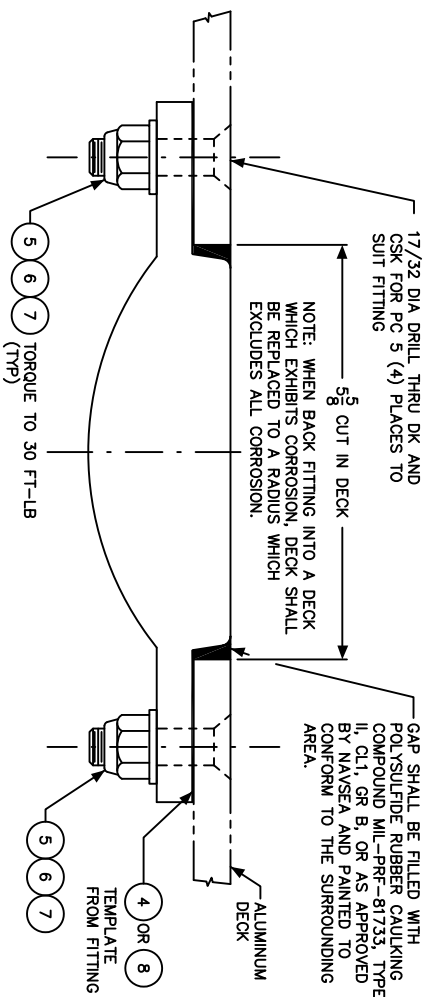 17/32 DIA DRILL THRU DK AND
CSK FOR PC 5 (4) PLACES TO
SUIT FITTING
5 5/8 CUT IN DECK
NOTE: WHEN BACK FITTING INTO A DECK
WHICH EXHIBITS CORROSION, DECK SHALL
BE REPLACED TO A RADIUS WHICH
EXCLUDES ALL CORROSION.
GAP SHALL BE FILLED WITH
POLYSULFIDE RUBBER CAULKING
COMPOUND MIL-PRF-81733, TYPE
II, CL1, GR B, OR AS APPROVED
BY NAVSEA AND PAINTED TO
CONFORM TO THE SURROUNDING
AREA.
ALUMINUM
DECK
5 6 7 TORQUE TO 30 FT-LB
(TYP)
4 OR 8
TEMPLATE
FROM FITTING
5 6 7